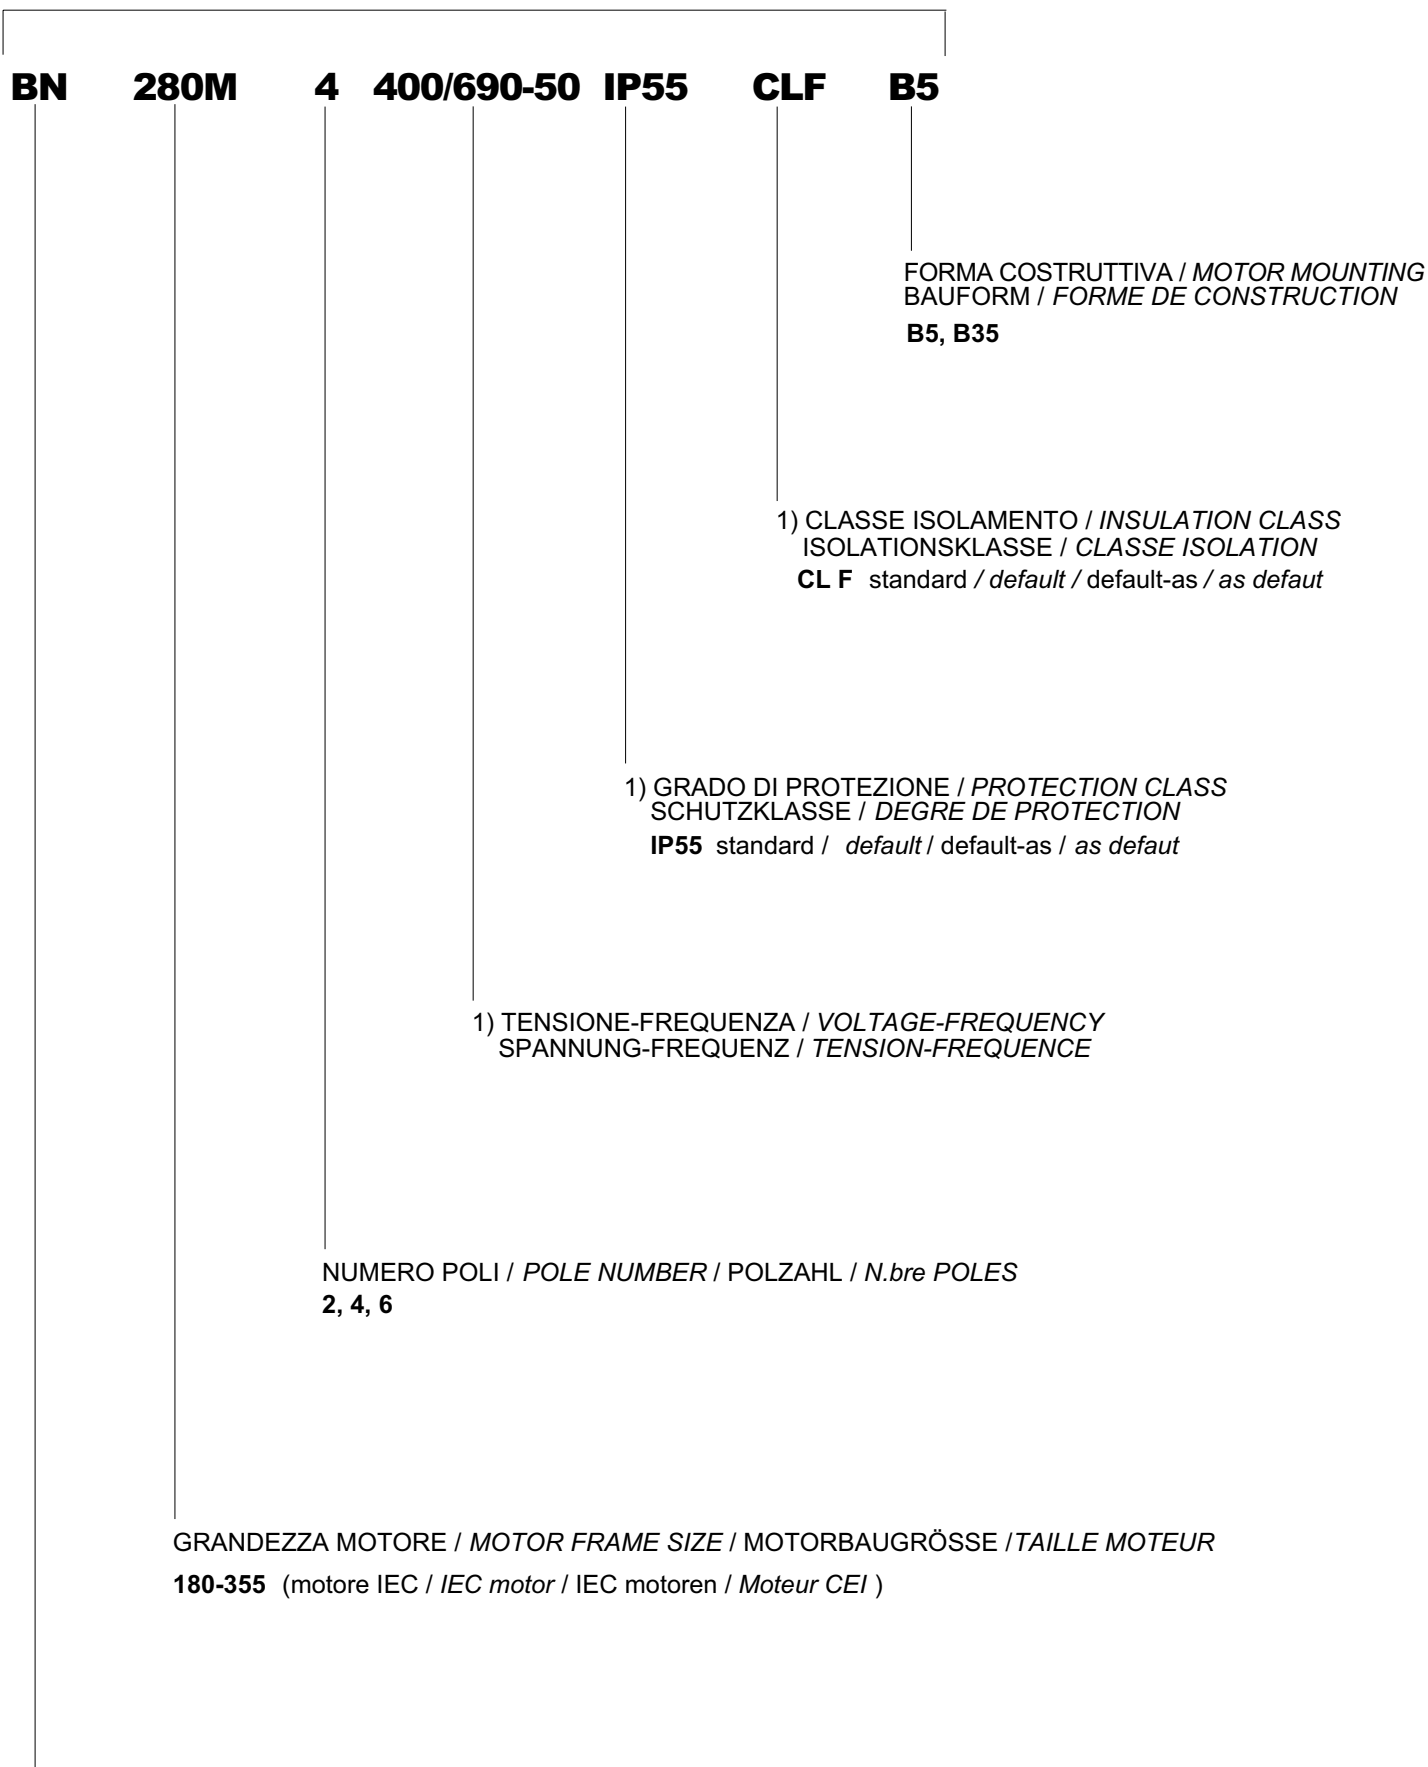 BN 280M 4 400/690-50 IP55 CLF B5
FORMA COSTRUTTIVA / MOTOR MOUNTING
BAUFORM / FORME DE CONSTRUCTION
B5, B35
1) CLASSE ISOLAMENTO / INSULATION CLASS
ISOLATIONSKLASSE / CLASSE ISOLATION
CL F standard / default / default-as / as defaut
1) GRADO DI PROTEZIONE / PROTECTION CLASS
SCHUTZKLASSE / DEGRE DE PROTECTION
IP55 standard / default / default-as / as defaut
1) TENSIONE-FREQUENZA / VOLTAGE-FREQUENCY
SPANNUNG-FREQUENZ / TENSION-FREQUENCE
NUMERO POLI / POLE NUMBER / POLZAHL / N.bre POLES
2, 4, 6
GRANDEZZA MOTORE / MOTOR FRAME SIZE / MOTORBAUGRÖSSE /TAILLE MOTEUR
180-355 (motore IEC / IEC motor / IEC motoren / Moteur CEI )